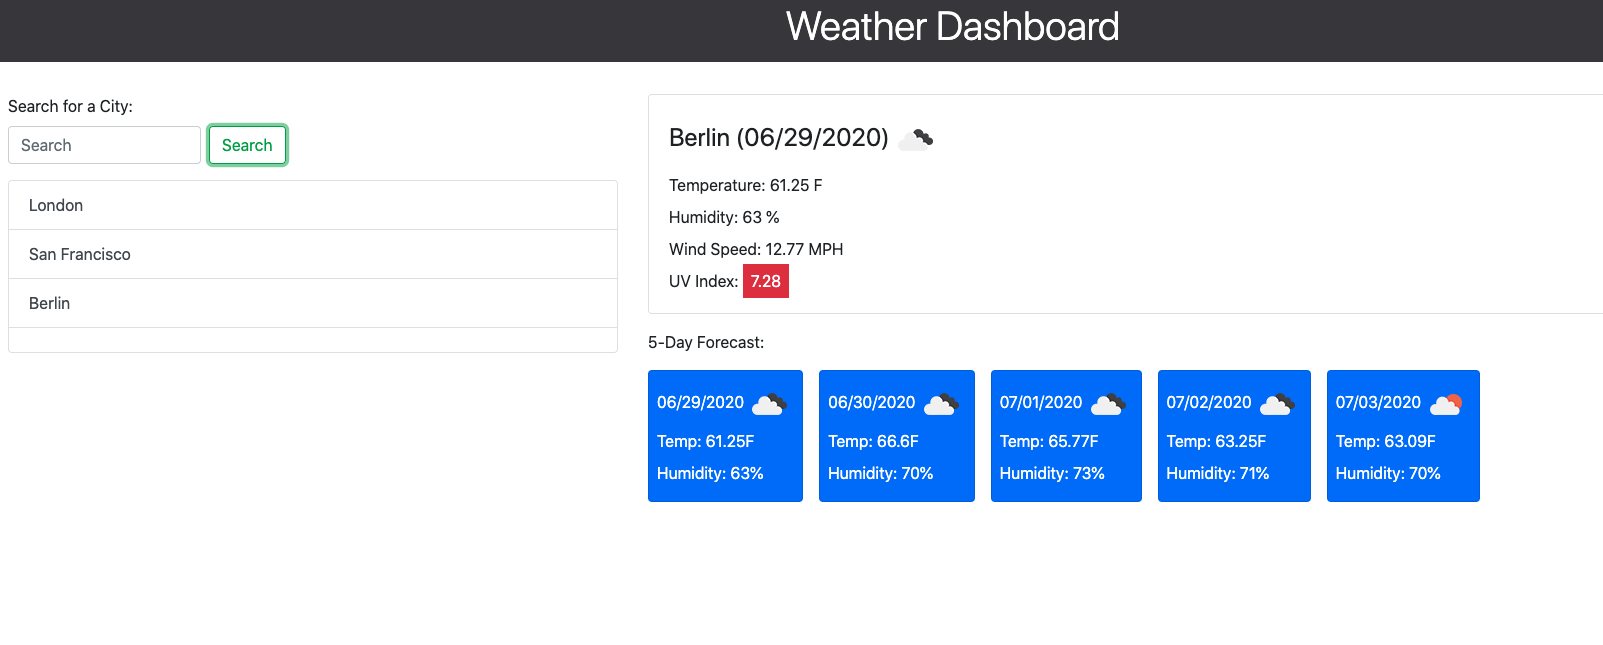 Weather Dashboard
Search for a City:
Search
Search
London
San Francisco
Berlin
Berlin (06/29/2020)
Temperature: 61.25 F
Humidity: 63 %
Wind Speed: 12.77 MPH
UV Index: 7.28
5-Day Forecast:
06/29/2020
Temp: 61.25F
Humidity: 63%
06/30/2020
Temp: 66.6F
Humidity: 70%
07/01/2020
Temp: 65.77F
Humidity: 73%
07/02/2020
Temp: 63.25F
Humidity: 71%
07/03/2020
Temp: 63.09F
Humidity: 70%